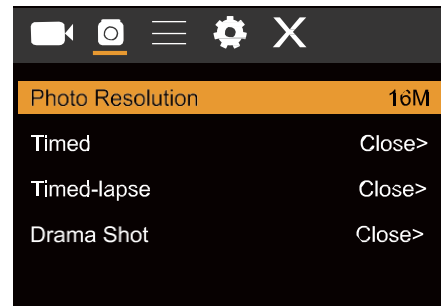 Photo Resolution 16M
Timed Close>
Timed-lapse Close>
Drama Shot Close>